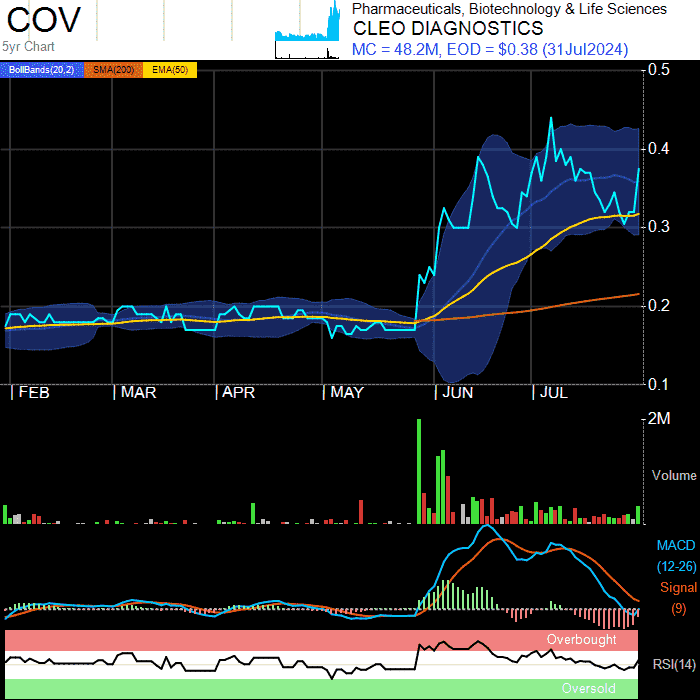 COV
5yr Chart
Pharmaceuticals, Biotechnology & Life Sciences
CLEO DIAGNOSTICS
MC = 48.2M, EOD = $0.38 (31Jul2024)
BollBands(20,2) SMA(200) EMA(50)
0.5
0.4
0.3
0.2
0.1
FEB MAR APR MAY JUN JUL
2M
Volume
MACD
(12-26)
Signal
(9)
Overbought
RSI(14)
Oversold